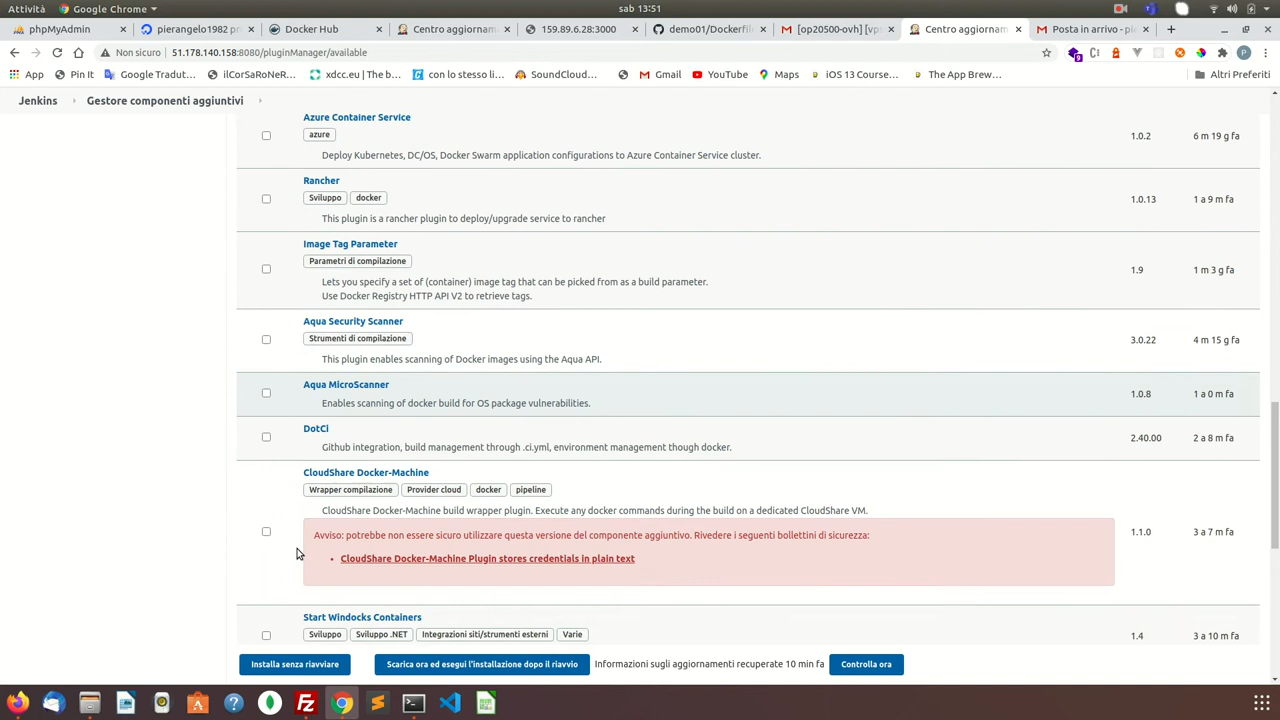 Attività Google Chrome sab 13:51
phpMyAdmin pierangelo1982 pr Docker Hub Centro aggiornam 159.89.6.28:3000 demo01/Dockerfil [op20500-ovh] [vp Centro aggiornam Posta in arrivo - pi
Non sicuro 51.178.140.158:8080/pluginManager/available
App Pin It Google Tradut... ilCorSaRoNeR... xdcc.eu | The b... con lo stesso li... SoundCloud... Gmail YouTube Maps iOS 13 Course... The App Brew... Altri Preferiti
Jenkins Gestore componenti aggiuntivi
Azure Container Service
azure
1.0.2 6 m 19 g fa
Deploy Kubernetes, DC/OS, Docker Swarm application configurations to Azure Container Service cluster.
Rancher
Sviluppo docker
1.0.13 1 a 9 m fa
This plugin is a rancher plugin to deploy/upgrade service to rancher
Image Tag Parameter
Parametri di compilazione
1.9 1 m 3 g fa
Lets you specify a set of (container) image tag that can be picked from as a build parameter.
Use Docker Registry HTTP API V2 to retrieve tags.
Aqua Security Scanner
Strumenti di compilazione
3.0.22 4 m 15 g fa
This plugin enables scanning of Docker images using the Aqua API.
Aqua MicroScanner
1.0.8 1 a 0 m fa
Enables scanning of docker build for OS package vulnerabilities.
DotCi
2.40.00 2 a 8 m fa
Github integration, build management through .ci.yml, environment management though docker.
CloudShare Docker-Machine
Wrapper compilazione Provider cloud docker pipeline
CloudShare Docker-Machine build wrapper plugin. Execute any docker commands during the build on a dedicated CloudShare VM.
Avviso: potrebbe non essere sicuro utilizzare questa versione del componente aggiuntivo. Rivedere i seguenti bollettini di sicurezza:
1.1.0 3 a 7 m fa
CloudShare Docker-Machine Plugin stores credentials in plain text
Start Windocks Containers
Sviluppo Sviluppo .NET Integrazioni siti/strumenti esterni Varie
1.4 3 a 10 m fa
Installa senza riavviare Scarica ora ed esegui l'installazione dopo il riavvio Informazioni sugli aggiornamenti recuperate 10 min fa Controlla ora